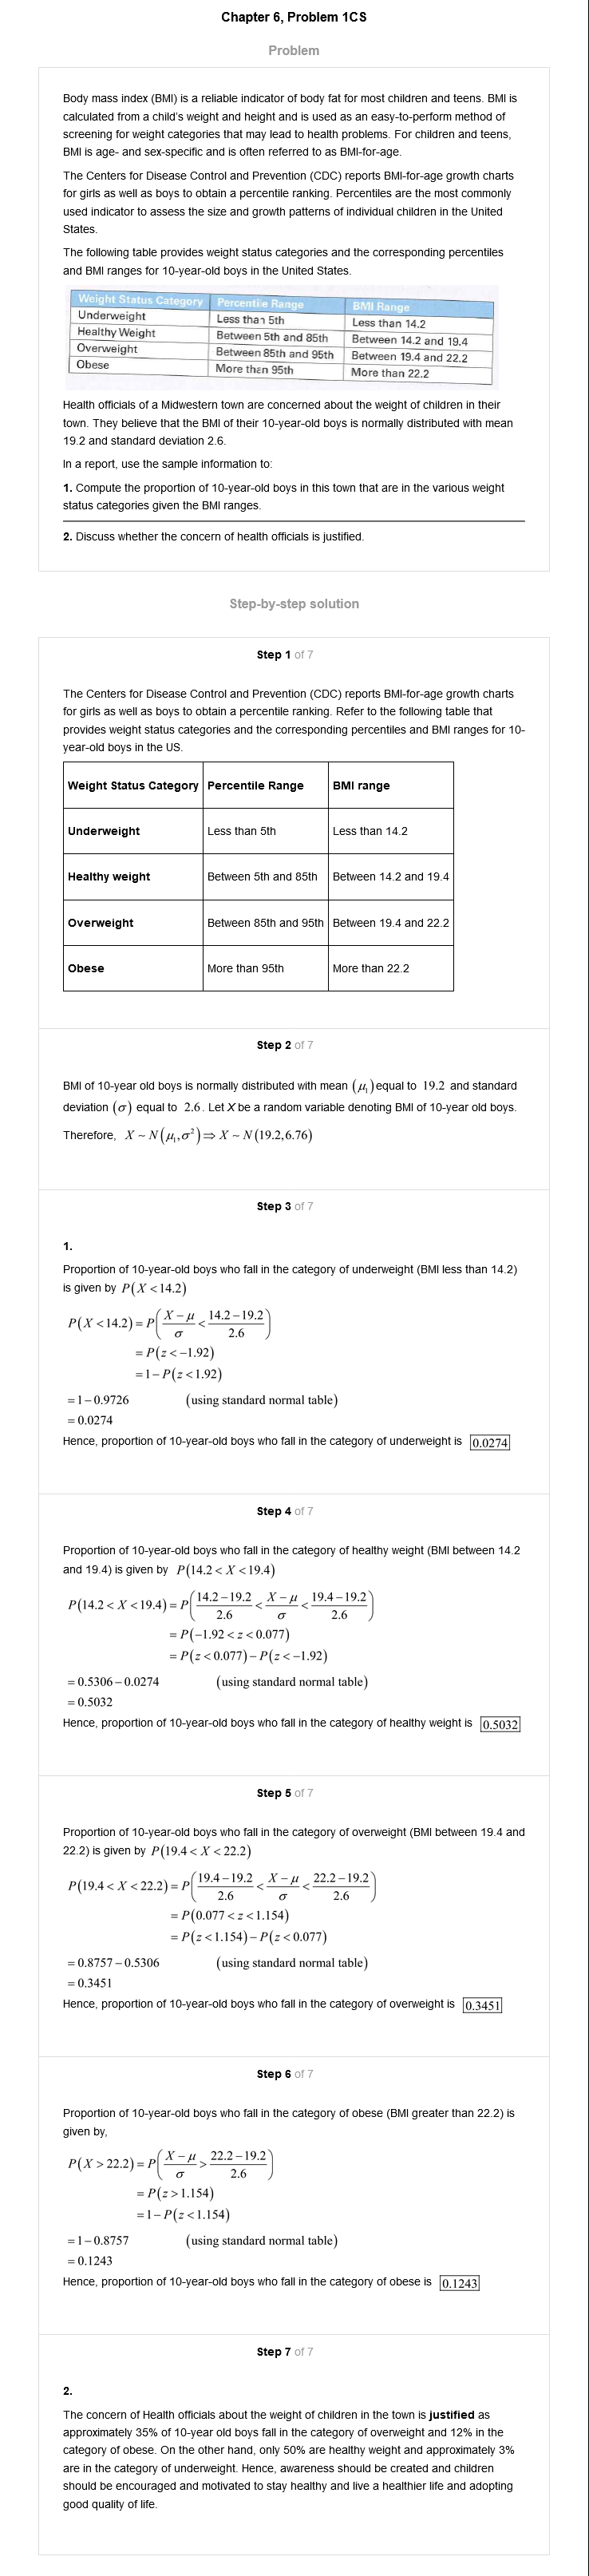 Chapter 6, Problem 1CS
Problem
Body mass index (BMI) is a reliable indicator of body fat for most children and teens. BMI is
calculated from a child's weight and height and is used as an easy-to-perform method of
screening for weight categories that may lead to health problems. For children and teens,
BMI is age- and sex-specific and is often referred to as BMI-for-age.
The Centers for Disease Control and Prevention (CDC) reports BMI-for-age growth charts
for girls as well as boys to obtain a percentile ranking. Percentiles are the most commonly
used indicator to assess the size and growth patterns of individual children in the United
States.
The following table provides weight status categories and the corresponding percentiles
and BMI ranges for 10-year-old boys in the United States.
Weight Status Category Percentile Range BMI Range
Underweight Less than 5th Less than 14.2
Healthy Weight Between 5th and 85th Between 14.2 and 19.4
Overweight Between 85th and 95th Between 19.4 and 22.2
Obese More than 95th More than 22.2
Health officials of a Midwestern town are concerned about the weight of children in their
town. They believe that the BMI of their 10-year-old boys is normally distributed with mean
19.2 and standard deviation 2.6.
In a report, use the sample information to:
1. Compute the proportion of 10-year-old boys in this town that are in the various weight
status categories given the BMI ranges.
2. Discuss whether the concern of health officials is justified.
Step-by-step solution
Step 1 of 7
The Centers for Disease Control and Prevention (CDC) reports BMI-for-age growth charts
for girls as well as boys to obtain a percentile ranking. Refer to the following table that
provides weight status categories and the corresponding percentiles and BMI ranges for 10-
year-old boys in the US.
Weight Status Category Percentile Range BMI range
Underweight Less than 5th Less than 14.2
Healthy weight Between 5th and 85th Between 14.2 and 19.4
Overweight Between 85th and 95th Between 19.4 and 22.2
Obese More than 95th More than 22.2
Step 2 of 7
BMI of 10-year old boys is normally distributed with mean (μ₁) equal to 19.2 and standard
deviation (σ) equal to 2.6. Let X be a random variable denoting BMI of 10-year old boys.
Therefore, X ~ N(μ₁,σ²) ⇒ X ~ N(19.2,6.76)
Step 3 of 7
1.
Proportion of 10-year-old boys who fall in the category of underweight (BMI less than 14.2)
is given by P(X <14.2)
P(X <14.2) = P((X − μ)/σ < (14.2−19.2)/2.6)
= P(z < −1.92)
= 1− P(z <1.92)
= 1−0.9726 (using standard normal table)
= 0.0274
Hence, proportion of 10-year-old boys who fall in the category of underweight is 0.0274
Step 4 of 7
Proportion of 10-year-old boys who fall in the category of healthy weight (BMI between 14.2
and 19.4) is given by P(14.2 < X <19.4)
P(14.2 < X <19.4) = P((14.2−19.2)/2.6 < (X − μ)/σ < (19.4−19.2)/2.6)
= P(−1.92 < z < 0.077)
= P(z < 0.077) − P(z < −1.92)
= 0.5306−0.0274 (using standard normal table)
= 0.5032
Hence, proportion of 10-year-old boys who fall in the category of healthy weight is 0.5032
Step 5 of 7
Proportion of 10-year-old boys who fall in the category of overweight (BMI between 19.4 and
22.2) is given by P(19.4 < X < 22.2)
P(19.4 < X < 22.2) = P((19.4−19.2)/2.6 < (X − μ)/σ < (22.2−19.2)/2.6)
= P(0.077 < z <1.154)
= P(z <1.154) − P(z < 0.077)
= 0.8757−0.5306 (using standard normal table)
= 0.3451
Hence, proportion of 10-year-old boys who fall in the category of overweight is 0.3451
Step 6 of 7
Proportion of 10-year-old boys who fall in the category of obese (BMI greater than 22.2) is
given by,
P(X > 22.2) = P((X − μ)/σ > (22.2−19.2)/2.6)
= P(z >1.154)
= 1− P(z <1.154)
= 1−0.8757 (using standard normal table)
= 0.1243
Hence, proportion of 10-year-old boys who fall in the category of obese is 0.1243
Step 7 of 7
2.
The concern of Health officials about the weight of children in the town is justified as
approximately 35% of 10-year old boys fall in the category of overweight and 12% in the
category of obese. On the other hand, only 50% are healthy weight and approximately 3%
are in the category of underweight. Hence, awareness should be created and children
should be encouraged and motivated to stay healthy and live a healthier life and adopting
good quality of life.